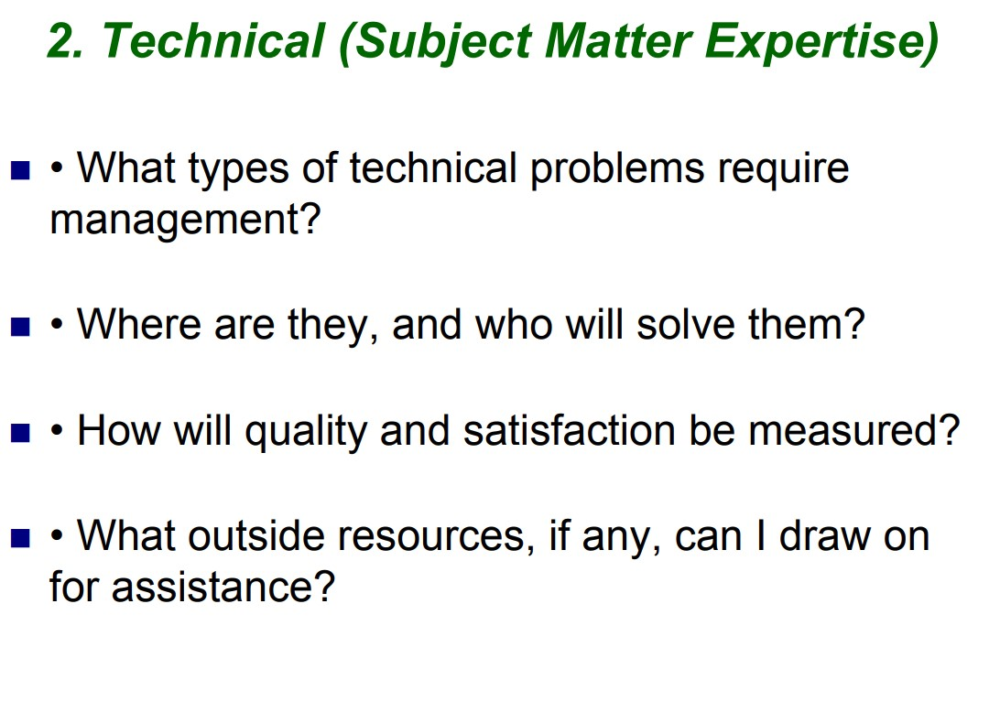 2. Technical (Subject Matter Expertise)
• What types of technical problems require
management?
• Where are they, and who will solve them?
• How will quality and satisfaction be measured?
• What outside resources, if any, can I draw on
for assistance?